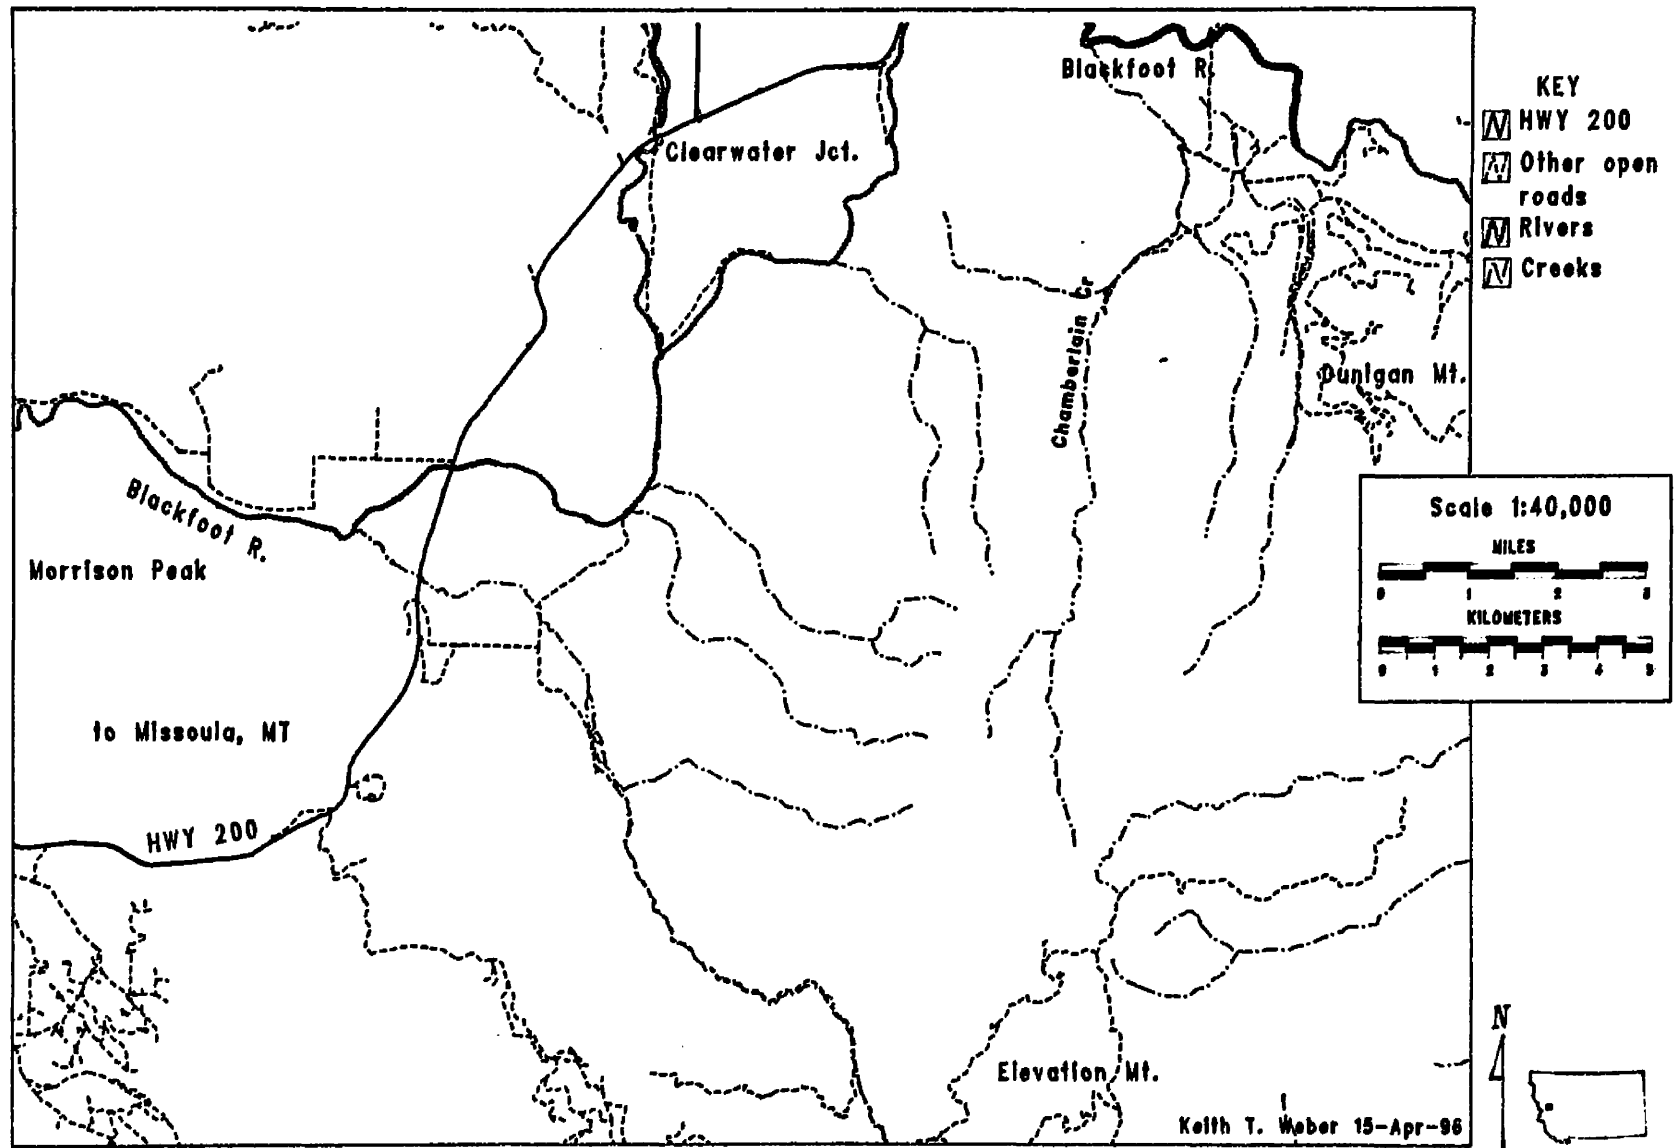 Blackfoot R.
KEY
HWY 200
Other open
roads
Rivers
Creeks
Clearwater Jct.
Chamberlain Cr
Dunigan Mt.
Blackfoot R.
Morrison Peak
to Missoula, MT
HWY 200
Scale 1:40,000
MILES
0 1 2 3
KILOMETERS
0 1 2 3 4 5
Elevation Mt.
Keith T. Weber 15-Apr-96
N